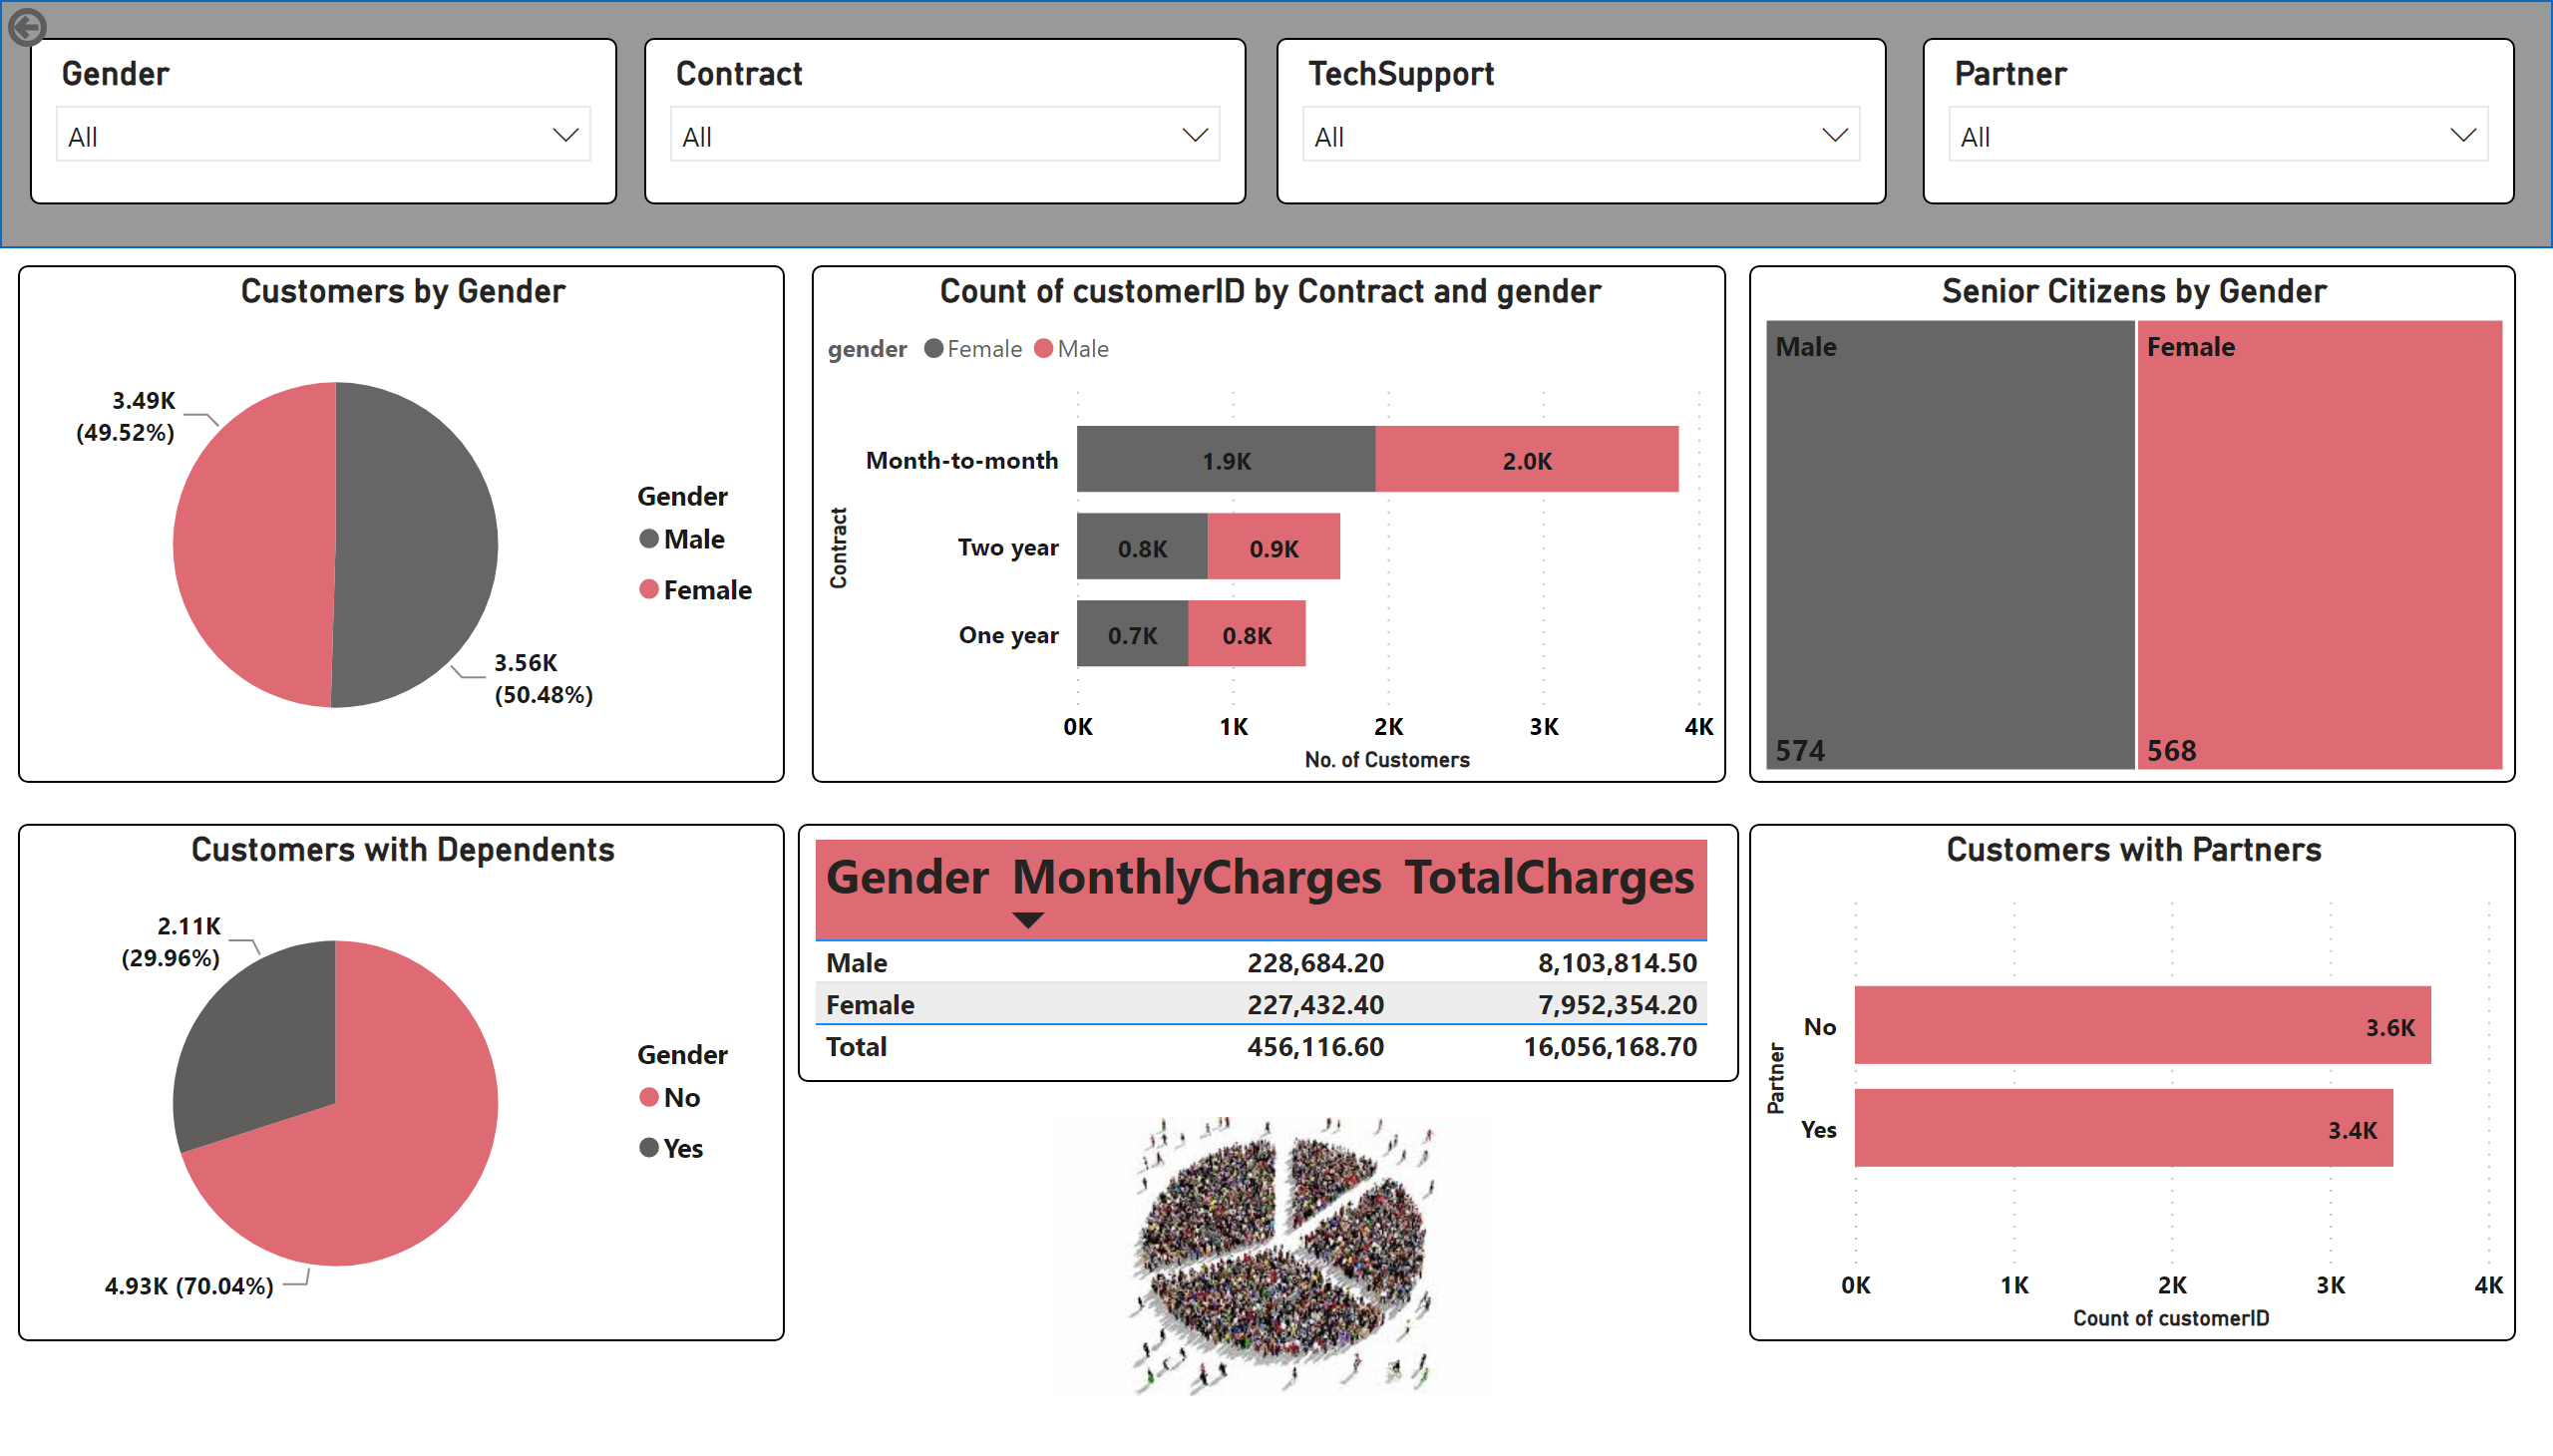 Gender
All
Contract
All
TechSupport
All
Partner
All
Customers by Gender
3.49K
(49.52%)
3.56K
(50.48%)
Gender
Male
Female
Count of customerID by Contract and gender
gender Female Male
Contract
Month-to-month 1.9K 2.0K
Two year 0.8K 0.9K
One year 0.7K 0.8K
0K 1K 2K 3K 4K
No. of Customers
Senior Citizens by Gender
Male Female
574 568
Customers with Dependents
2.11K
(29.96%)
4.93K (70.04%)
Gender
No
Yes
Gender MonthlyCharges TotalCharges
Male 228,684.20 8,103,814.50
Female 227,432.40 7,952,354.20
Total 456,116.60 16,056,168.70
Customers with Partners
Partner
No 3.6K
Yes 3.4K
0K 1K 2K 3K 4K
Count of customerID